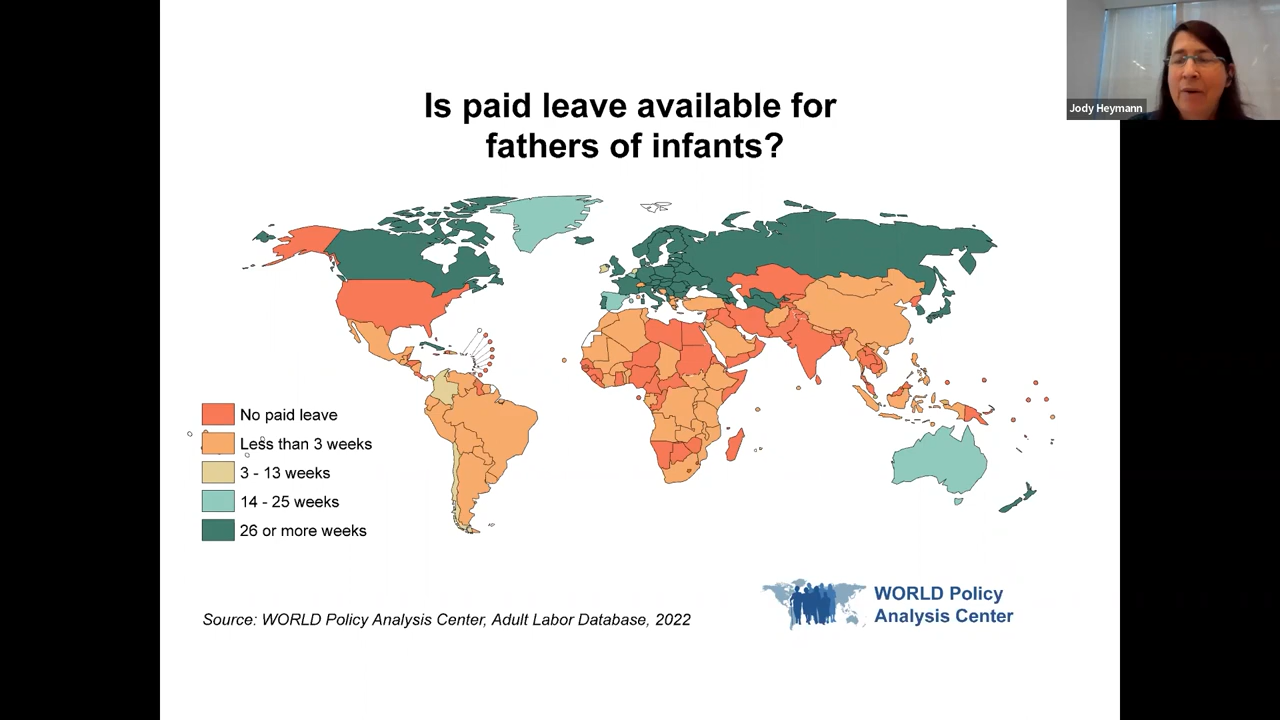 Jody Heymann
Is paid leave available for
fathers of infants?
No paid leave
Less than 3 weeks
3 - 13 weeks
14 - 25 weeks
26 or more weeks
Source: WORLD Policy Analysis Center, Adult Labor Database, 2022
WORLD Policy
Analysis Center